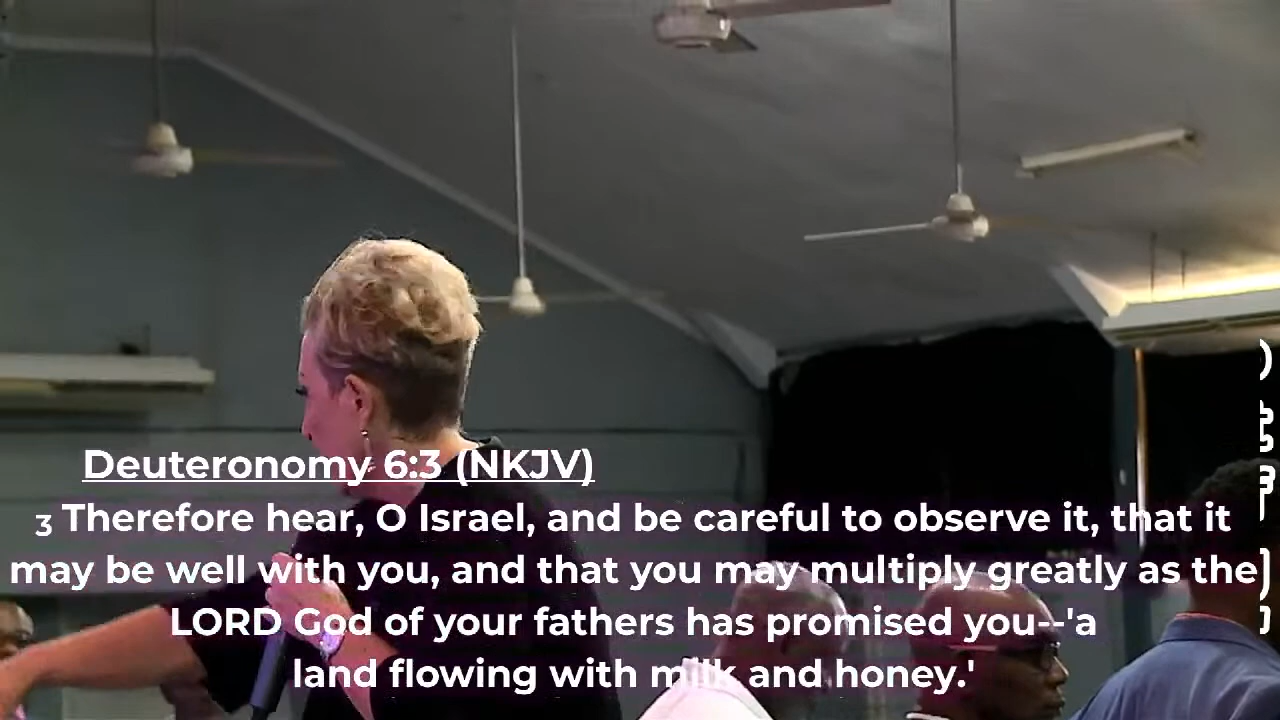 Deuteronomy 6:3 (NKJV)
3 Therefore hear, O Israel, and be careful to observe it, that it
may be well with you, and that you may multiply greatly as the
LORD God of your fathers has promised you--'a
land flowing with milk and honey.'